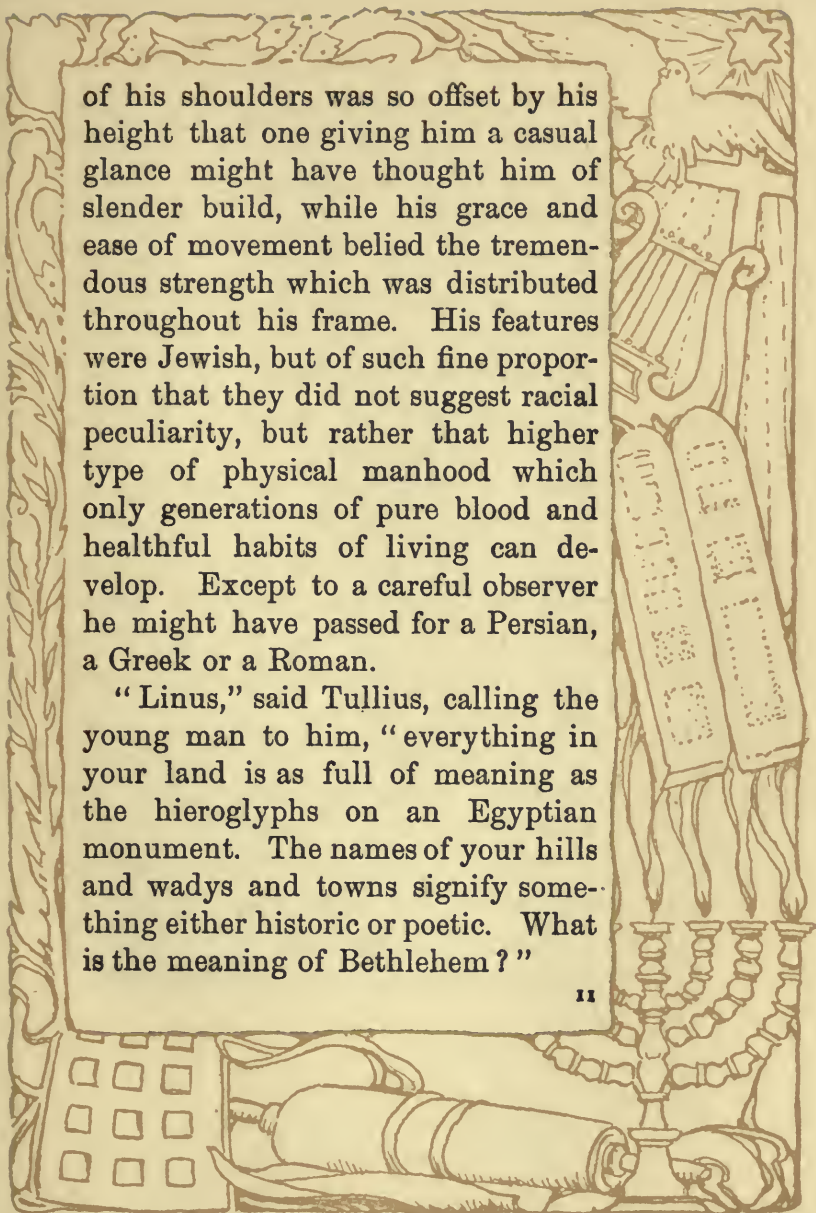 of his shoulders was so offset by his
height that one giving him a casual
glance might have thought him of
slender build, while his grace and
ease of movement belied the tremen-
dous strength which was distributed
throughout his frame. His features
were Jewish, but of such fine propor-
tion that they did not suggest racial
peculiarity, but rather that higher
type of physical manhood which
only generations of pure blood and
healthful habits of living can de-
velop. Except to a careful observer
he might have passed for a Persian,
a Greek or a Roman.
“Linus,” said Tullius, calling the
young man to him, “everything in
your land is as full of meaning as
the hieroglyphs on an Egyptian
monument. The names of your hills
and wadys and towns signify some-
thing either historic or poetic. What
is the meaning of Bethlehem?”
11